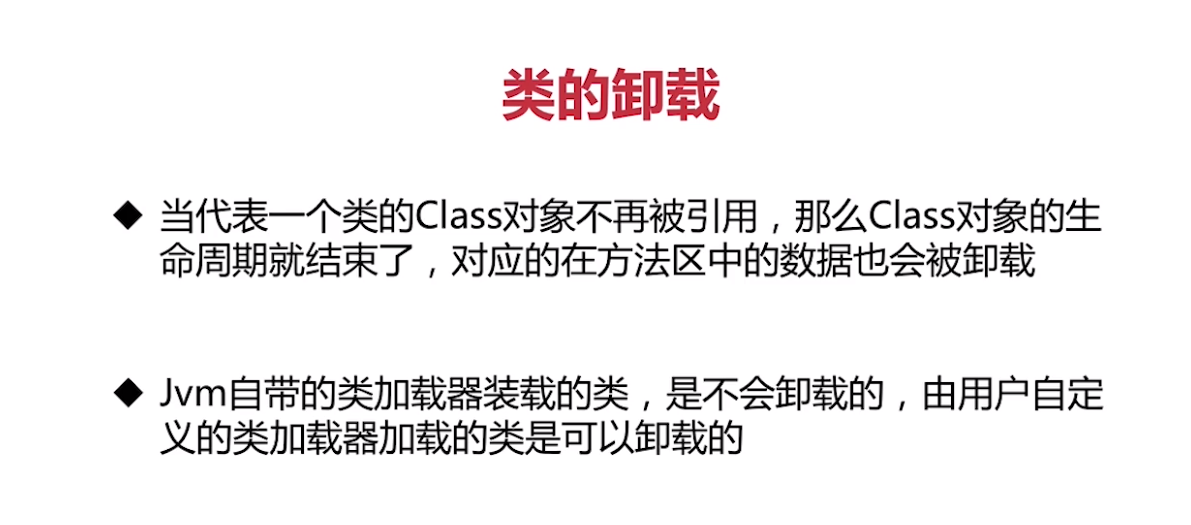 类的卸载
◆ 当代表一个类的Class对象不再被引用，那么Class对象的生
命周期就结束了，对应的在方法区中的数据也会被卸载
◆ Jvm自带的类加载器装载的类，是不会卸载的，由用户自定
义的类加载器加载的类是可以卸载的